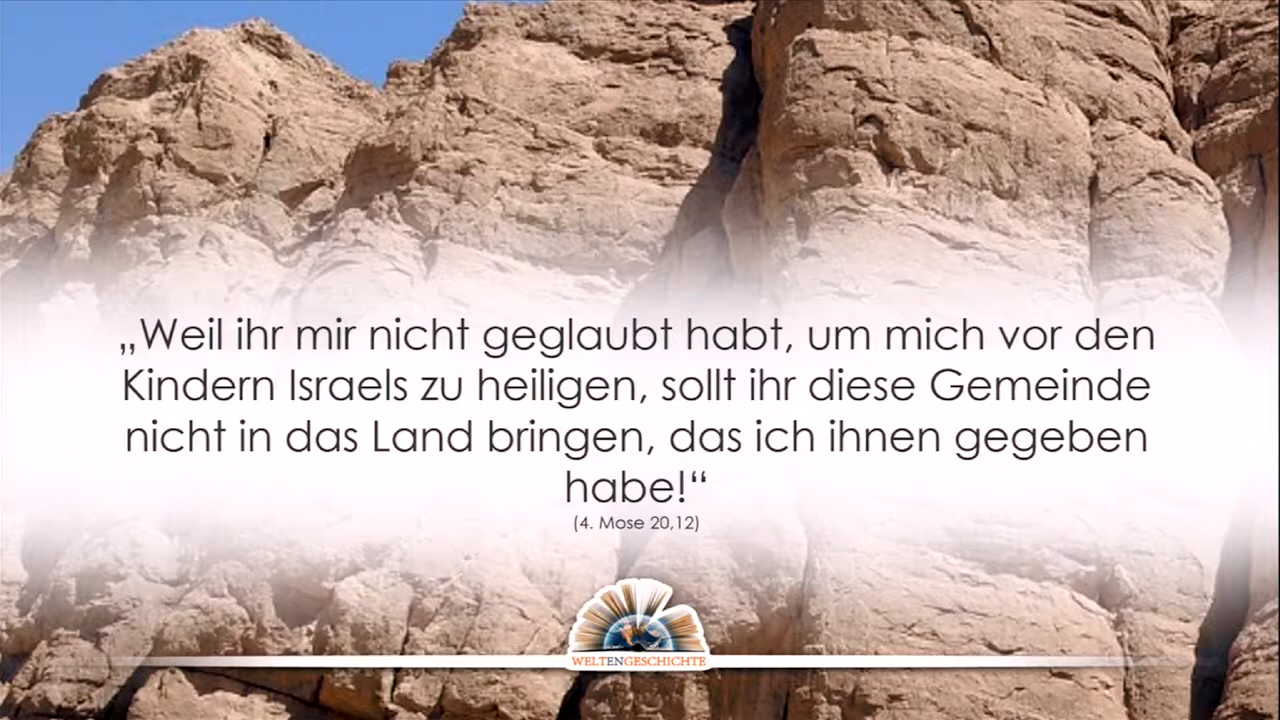 „Weil ihr mir nicht geglaubt habt, um mich vor den
Kindern Israels zu heiligen, sollt ihr diese Gemeinde
nicht in das Land bringen, das ich ihnen gegeben
habe!“
(4. Mose 20,12)
WELTENGESCHICHTE